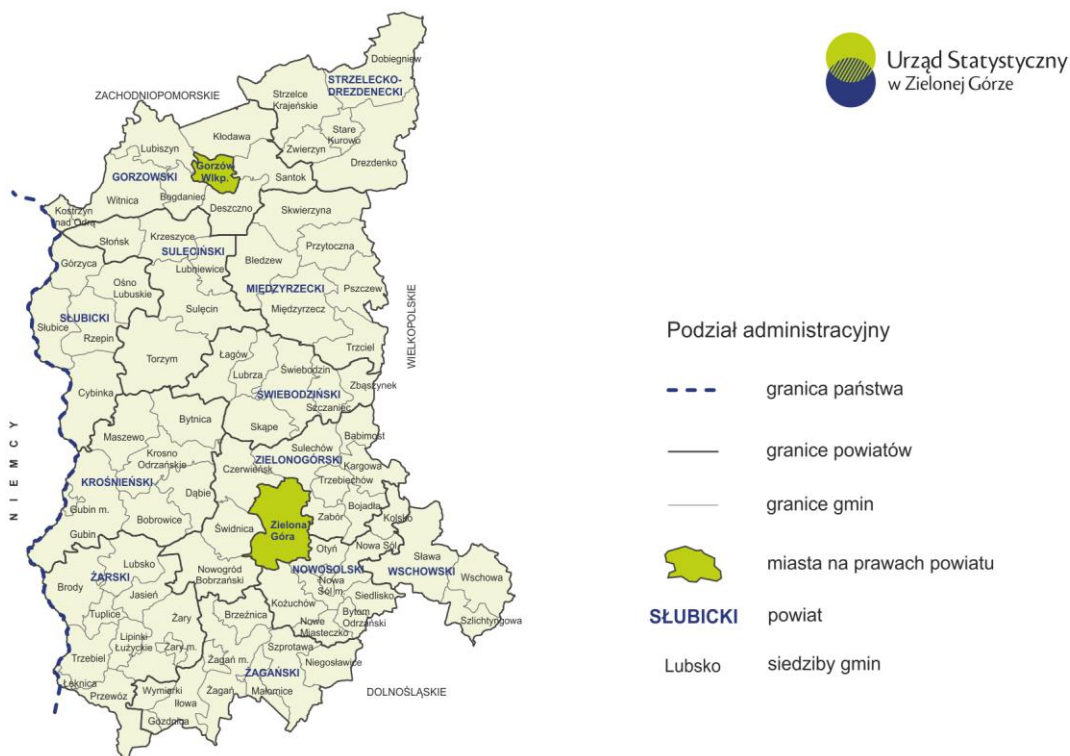 Urząd Statystyczny
w Zielonej Górze
ZACHODNIOPOMORSKIE
Dobiegniew
STRZELECKO-
DREZDENECKI
Strzelce
Krajeńskie
Stare
Kurowo
Zwierzyn
Drezdenko
Kłodawa
Lubiszyn
Gorzów
Wlkp.
GORZOWSKI
Santok
Witnica
Bogdaniec
Deszczno
Kostrzyn
nad Odrą
Skwierzyna
Słońsk
Krzeszyce
SULĘCIŃSKI
Przytoczna
Górzyca
Lubniewice
Bledzew
Ośno
Lubuskie
MIĘDZYRZECKI
Pszczew
SŁUBICKI
Sulęcin
Międzyrzecz
Słubice
Rzepin
Trzciel
WIELKOPOLSKIE
Torzym
Łagów
Lubrza
Świebodzin
Zbąszynek
Cybinka
ŚWIEBODZIŃSKI
Szczaniec
Skąpe
Bytnica
Maszewo
Babimost
Krosno
Odrzańskie
Sulechów
ZIELONOGÓRSKI
Czerwieńsk
Kargowa
KROŚNIEŃSKI
Trzebiechów
Dąbie
Gubin m.
Bobrowice
Zabór
Bojadła
Kolsko
Świdnica
Zielona
Góra
Gubin
NIEMCY
Otyń
Nowa Sól
Sława
Lubsko
Nowogród
Bobrzański
NOWOSOLSKI
WSCHOWSKI
Wschowa
ŻARSKI
Brody
Jasień
Nowa
Sól m.
Siedlisko
Kożuchów
Tuplice
Żary
Brzeźnica
Bytom
Odrzański
Nowe
Miasteczko
Szlichtyngowa
Lipinki
Łużyckie
Żary m.
Szprotawa
Trzebiel
Żagań m.
Niegosławice
ŻAGAŃSKI
Łęknica
Przewóz
Wymiarki
Żagań
Małomice
DOLNOŚLĄSKIE
Iłowa
Gozdnica
Podział administracyjny
granica państwa
granice powiatów
granice gmin
miasta na prawach powiatu
SŁUBICKI powiat
Lubsko siedziby gmin